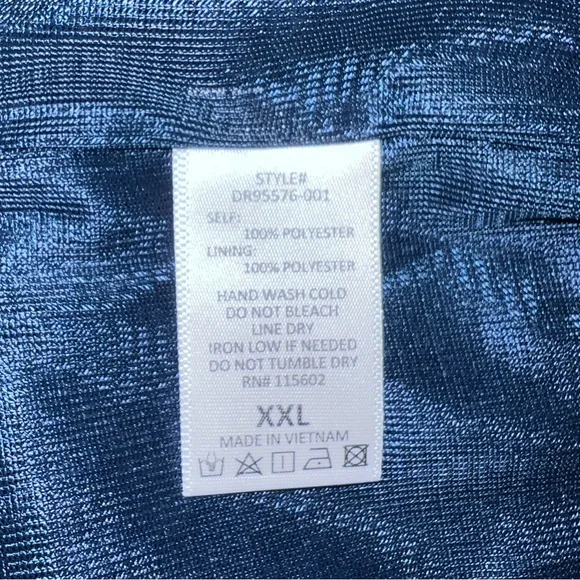 STYLE#
DR95576-001
SELF:
100% POLYESTER
LINING:
100% POLYESTER
HAND WASH COLD
DO NOT BLEACH
LINE DRY
IRON LOW IF NEEDED
DO NOT TUMBLE DRY
RN# 115602
XXL
MADE IN VIETNAM